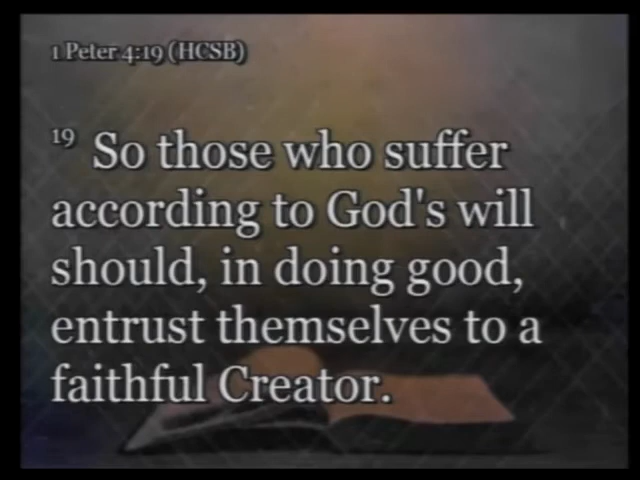 1 Peter 4:19 (HCSB)
19 So those who suffer
according to God's will
should, in doing good,
entrust themselves to a
faithful Creator.